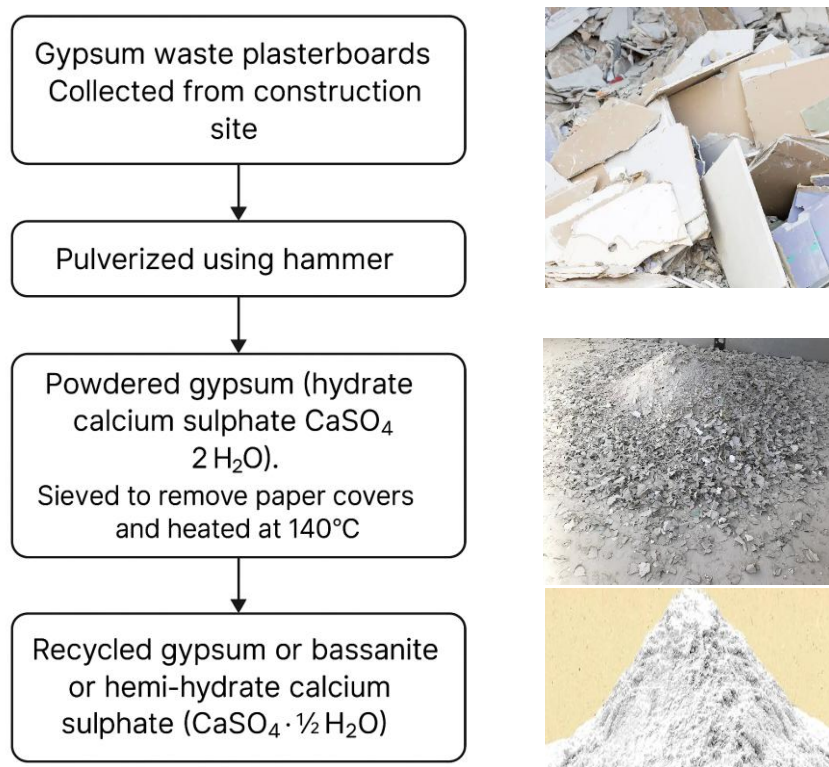 Gypsum waste plasterboards
Collected from construction
site
Pulverized using hammer
Powdered gypsum (hydrate
calcium sulphate CaSO₄
2 H₂O).
Sieved to remove paper covers
and heated at 140°C
Recycled gypsum or bassanite
or hemi-hydrate calcium
sulphate (CaSO₄ · ½ H₂O)